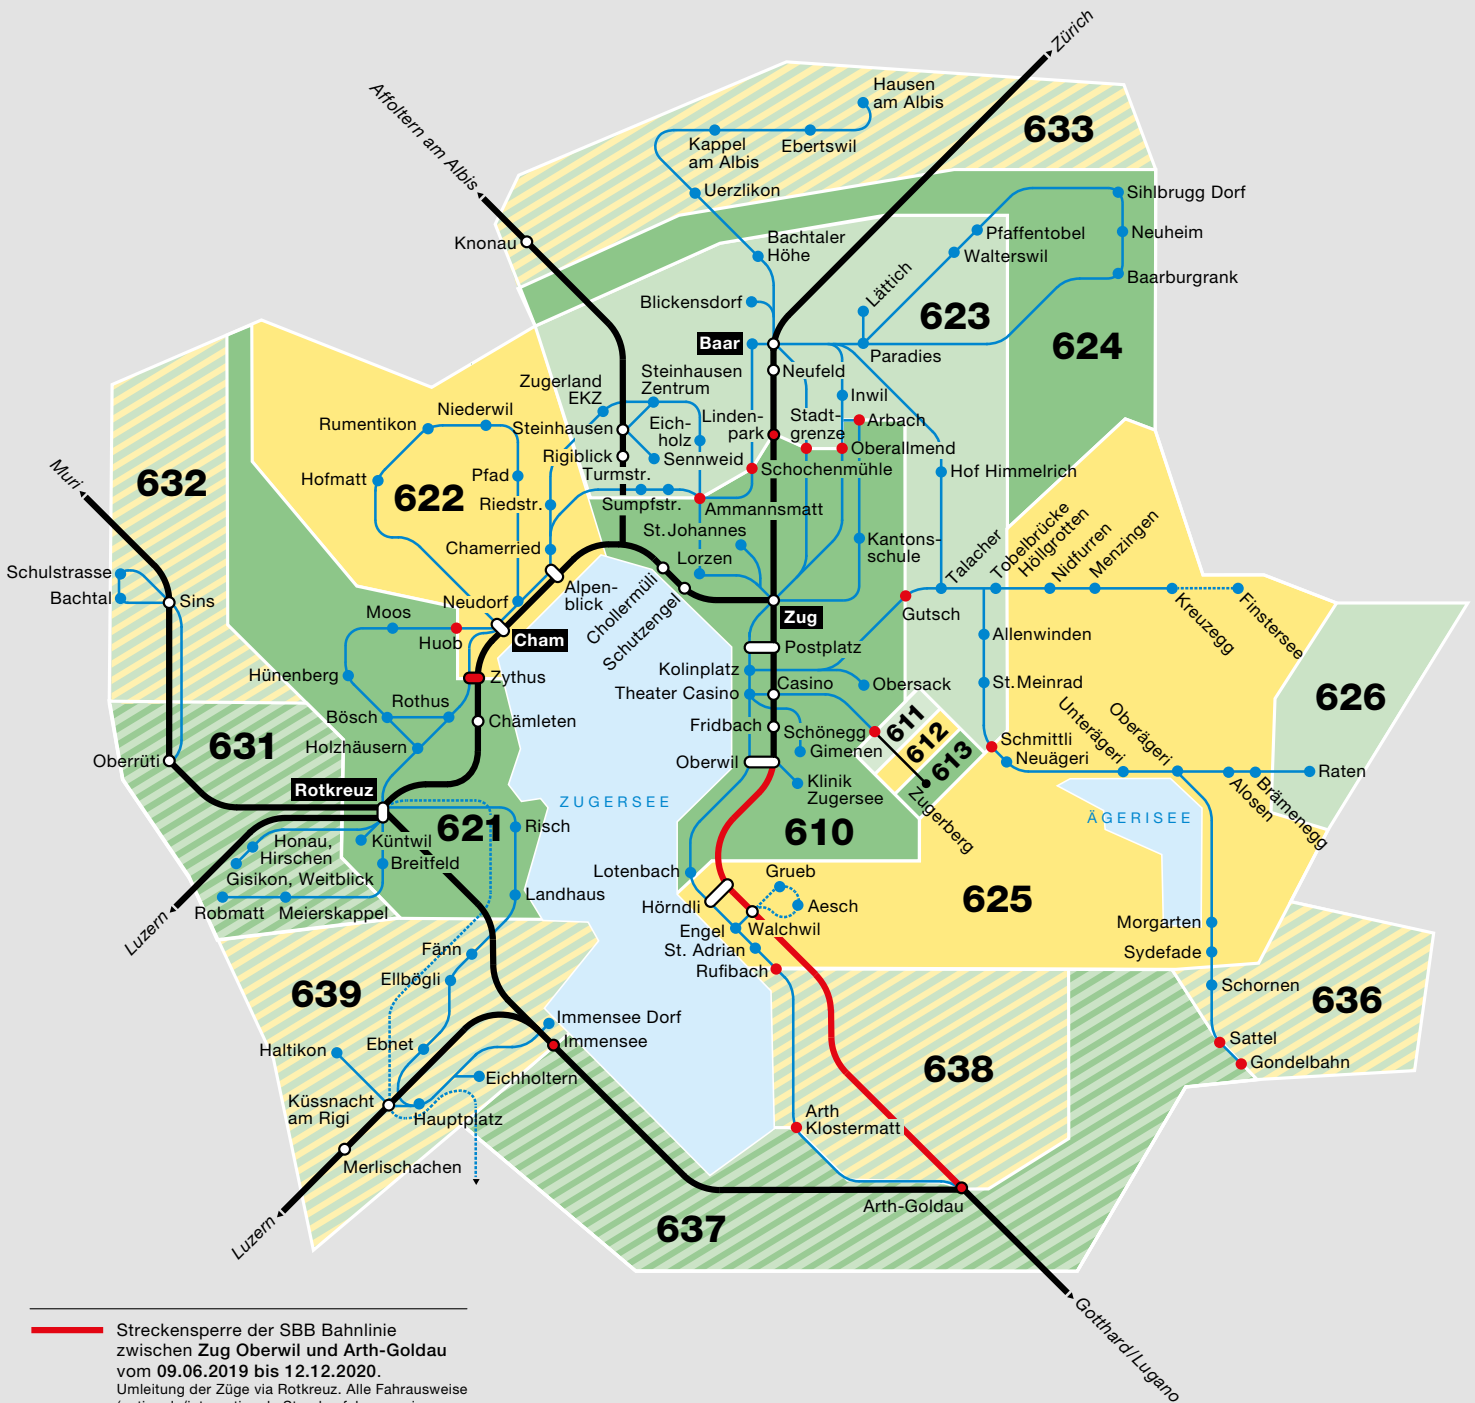 Zürich
Affoltern am Albis
Hausen
am Albis
633
Kappel
am Albis
Ebertswil
Uerzlikon
Sihlbrugg Dorf
Knonau
Bachtaler
Höhe
Pfaffentobel
Neuheim
Walterswil
Lättich
Baarburgrank
Blickensdorf
623
624
Baar
Paradies
Neufeld
Zugerland
EKZ
Steinhausen
Zentrum
Inwil
Niederwil
Rumentikon
Steinhausen
Eich-
holz
Linden-
park
Stadt-
grenze
Arbach
Oberallmend
Rigiblick
Sennweid
Schochenmühle
Hof Himmelrich
Muri
632
Hofmatt
622
Pfad
Turmstr.
Riedstr.
Sumpfstr.
Ammannsmatt
St.Johannes
Kantons-
schule
Chamerried
Lorzen
Talacher
Tobelbrücke
Höllgrotten
Nidfurren
Menzingen
Schulstrasse
Bachtal
Sins
Alpen-
blick
Chollermüli
Schutzengel
Neudorf
Zug
Gutsch
Kreuzegg
Finstersee
Moos
Huob
Cham
Postplatz
Allenwinden
Hünenberg
Zythus
Kolinplatz
Theater Casino
Casino
Obersack
St.Meinrad
626
Rothus
Bösch
Chämleten
Fridbach
Schönegg
Gimenen
611
612
613
Zugerberg
Schmittli
Neuägeri
Unterägeri
Oberägeri
631
Holzhäusern
Oberrüti
Oberwil
Klinik
Zugersee
Alosen
Brämenegg
Raten
Rotkreuz
ZUGERSEE
ÄGERISEE
621
Risch
610
Honau,
Hirschen
Küntwil
Gisikon, Weitblick
Breitfeld
Robmatt
Meierskappel
Landhaus
Luzern
Lotenbach
Grueb
Hörndli
Aesch
625
Engel
Walchwil
St. Adrian
Rufibach
Morgarten
Sydefade
Fänn
Ellbögli
639
Schornen
636
Immensee Dorf
Immensee
Haltikon
Ebnet
Sattel
Gondelbahn
638
Eichholtern
Küssnacht
am Rigi
Hauptplatz
Arth
Klostermatt
Merlischachen
Arth-Goldau
Luzern
637
Gotthard/Lugano
Streckensperre der SBB Bahnlinie
zwischen Zug Oberwil und Arth-Goldau
vom 09.06.2019 bis 12.12.2020.
Umleitung der Züge via Rotkreuz. Alle Fahrausweise